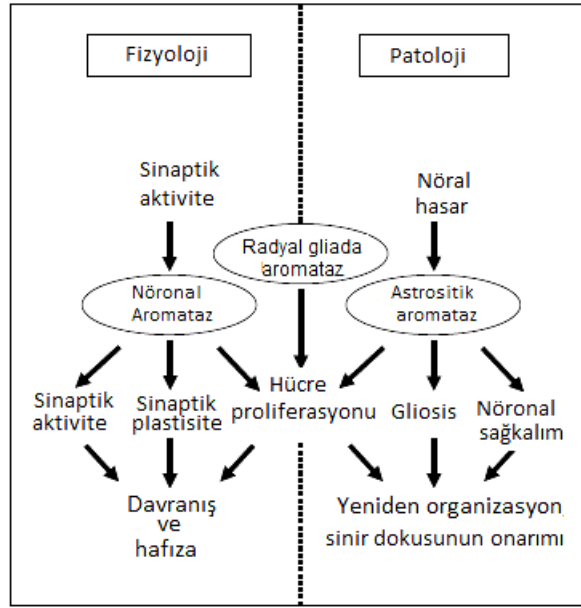 Fizyoloji
Patoloji
Sinaptik
aktivite
Nöral
hasar
Radyal gliada
aromataz
Nöronal
Aromataz
Astrositik
aromataz
Sinaptik
aktivite
Sinaptik
plastisite
Hücre
proliferasyonu
Gliosis
Nöronal
sağkalım
Davranış
ve
hafıza
Yeniden organizasyon,
sinir dokusunun onarımı